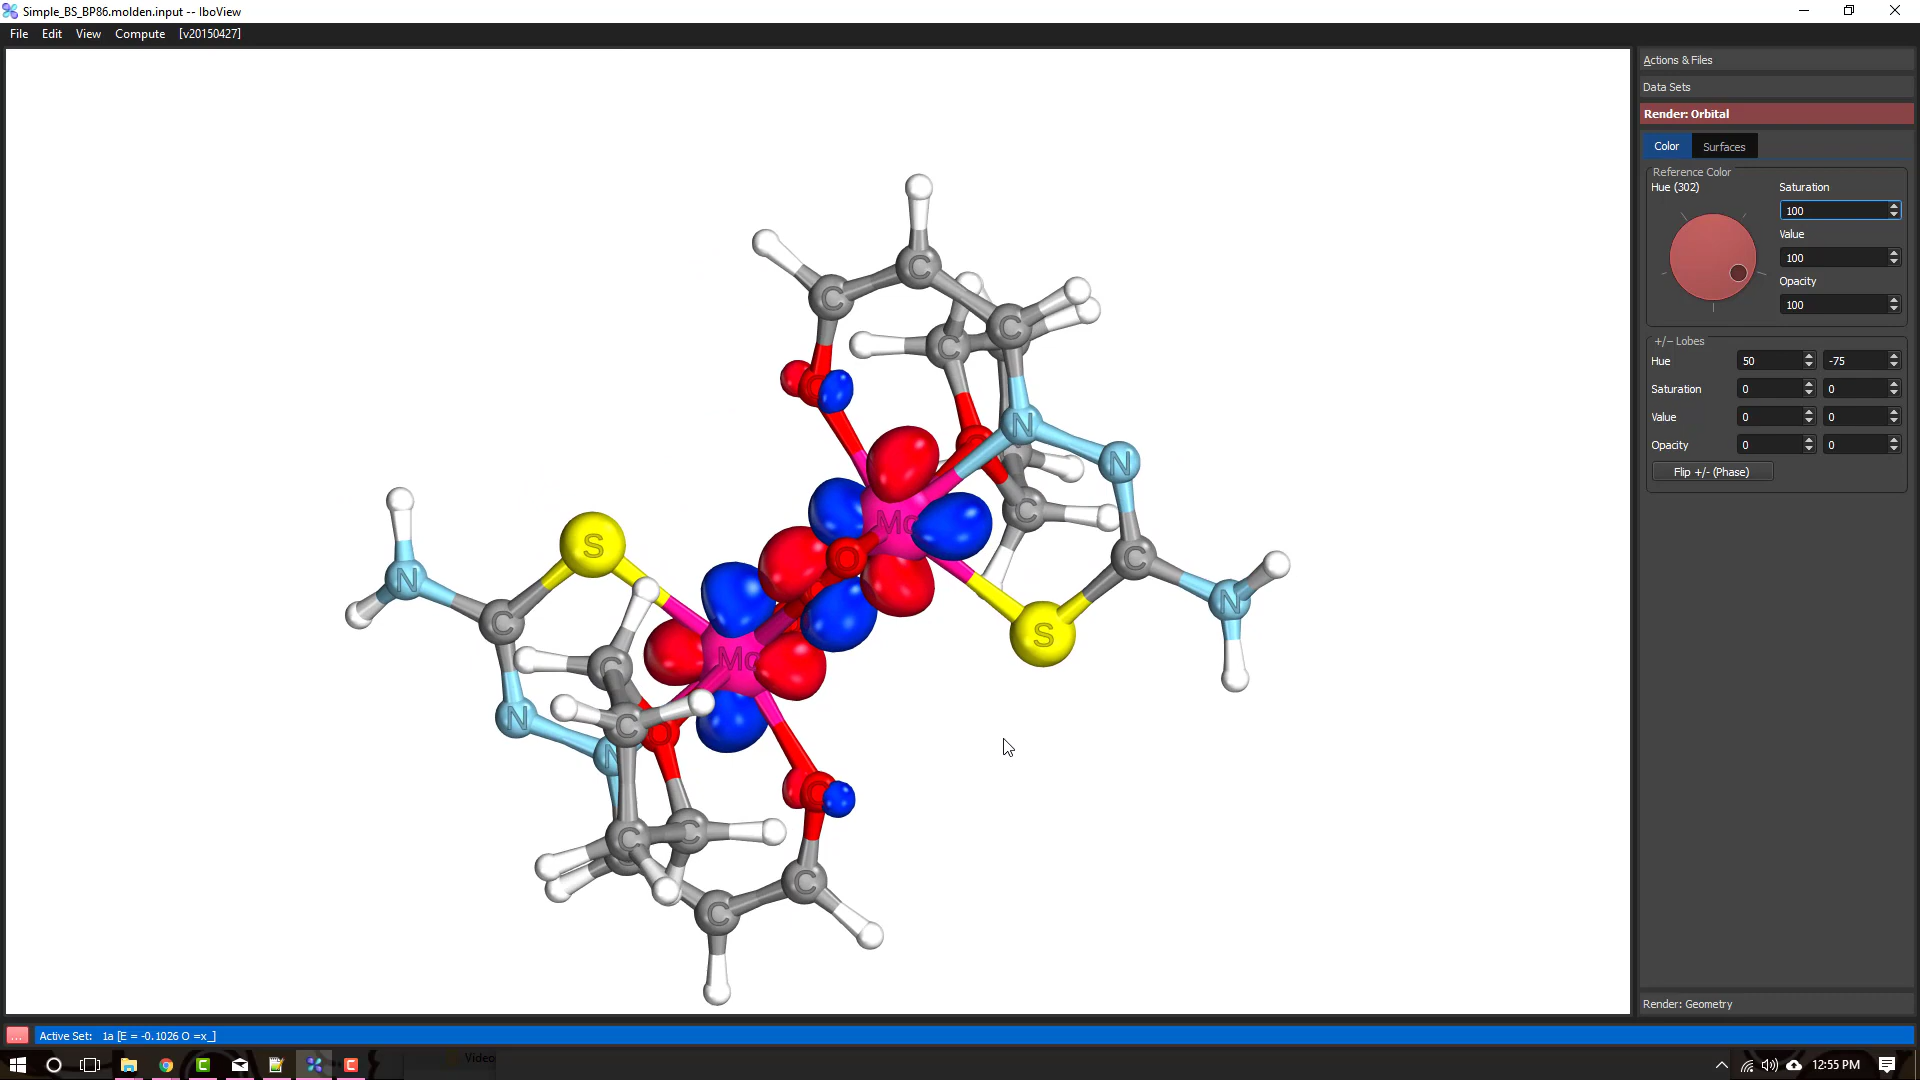 Simple_BS_BP86.molden.input -- IboView
File Edit View Compute [v20150427]
Actions & Files
Data Sets
Render: Orbital
Color Surfaces
Reference Color
Hue (302) Saturation
100
Value
100
Opacity
100
+/− Lobes
Hue 50 -75
Saturation 0 0
Value 0 0
Opacity 0 0
Flip +/- (Phase)
C
C
C
C
O
N
O
N
Mo
C
S
O
C
N
C
S
N
S
C
Mo
C
N
C
O
N
O
C
C
C
C
Render: Geometry
... Active Set: 1a [E = -0.1026 O =x_]
Video
12:55 PM